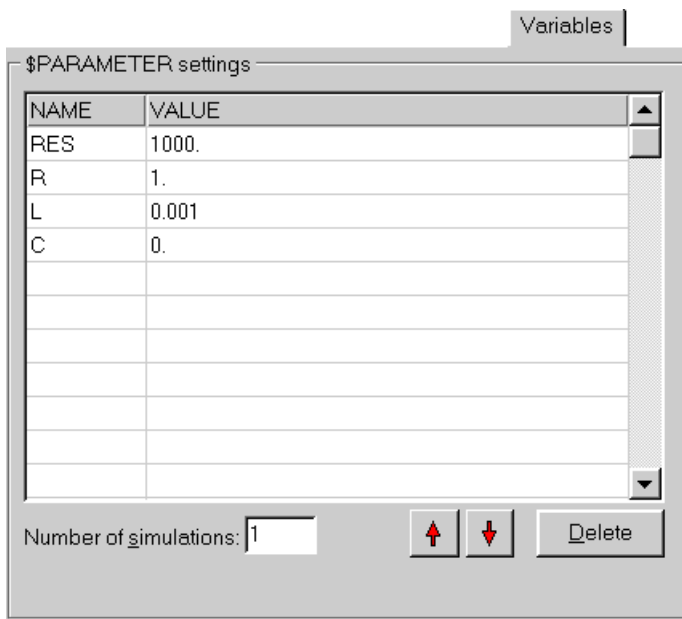 Variables
$PARAMETER settings
NAME VALUE
RES 1000.
R 1.
L 0.001
C 0.
Number of simulations: 1
Delete